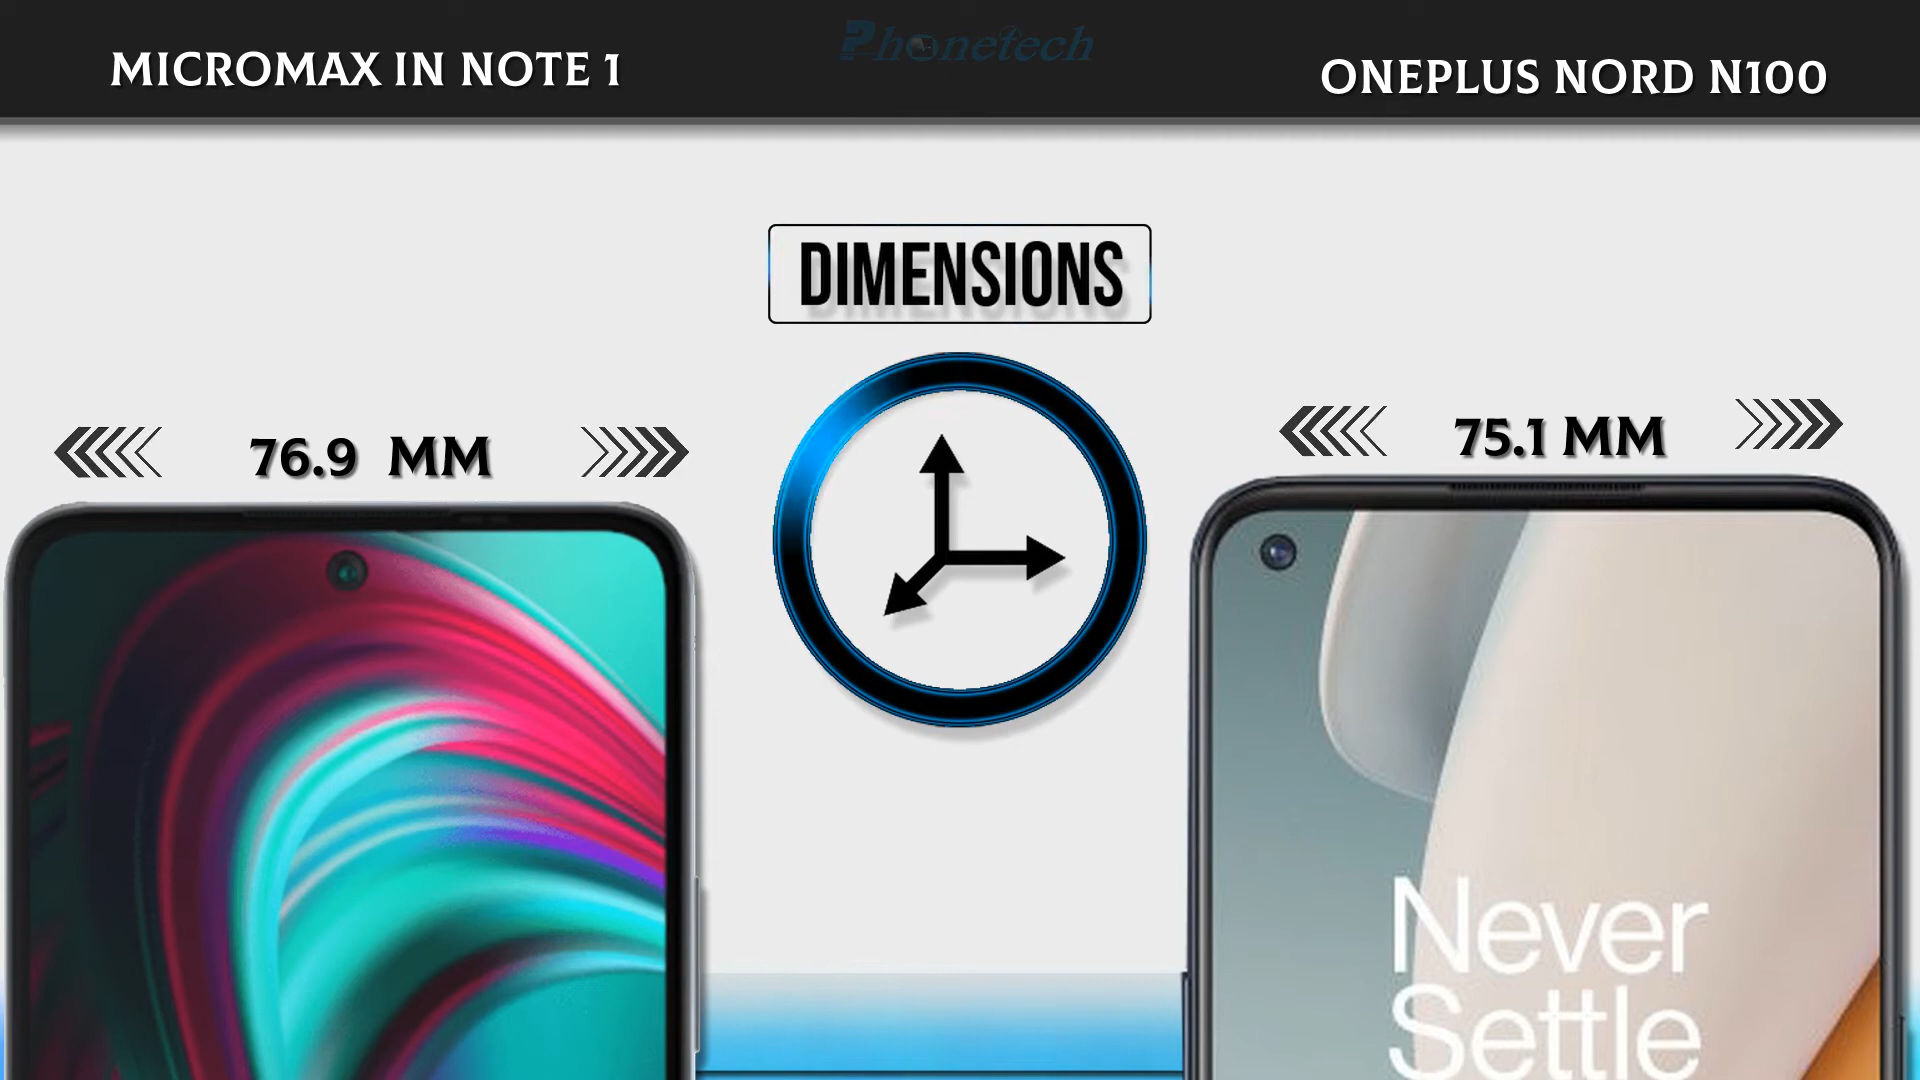 Phonetech
MICROMAX IN NOTE 1
ONEPLUS NORD N100
DIMENSIONS
76.9 MM
75.1 MM
Never
Settle